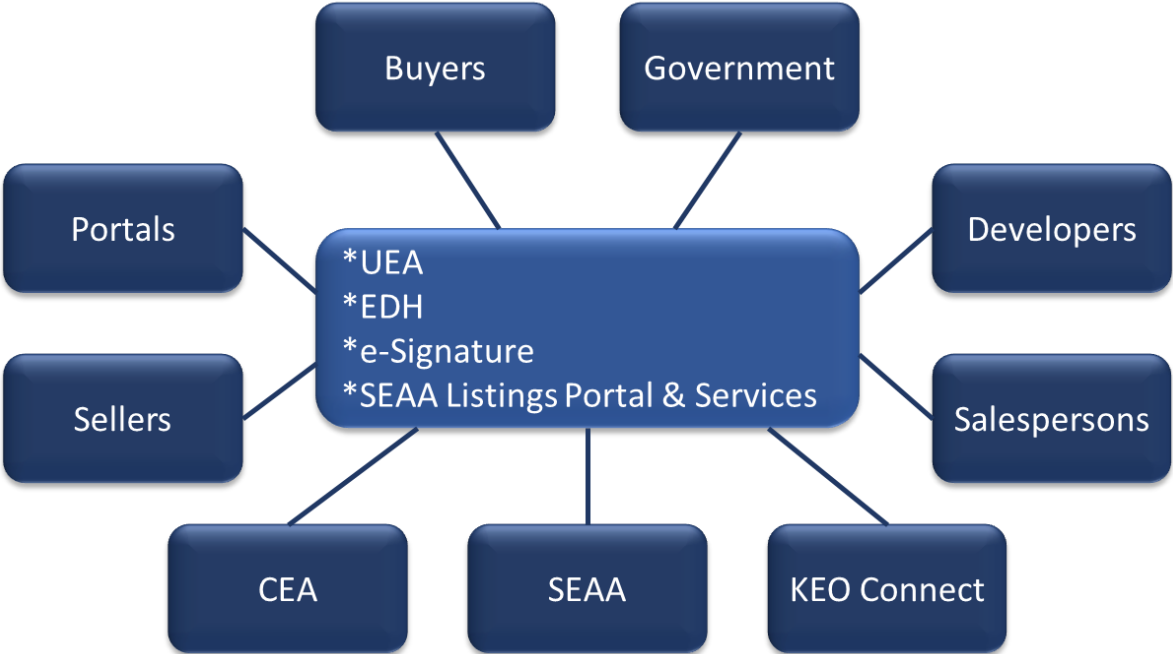 Buyers
Government
Portals
Developers
*UEA
*EDH
*e-Signature
*SEAA Listings Portal & Services
Sellers
Salespersons
CEA
SEAA
KEO Connect